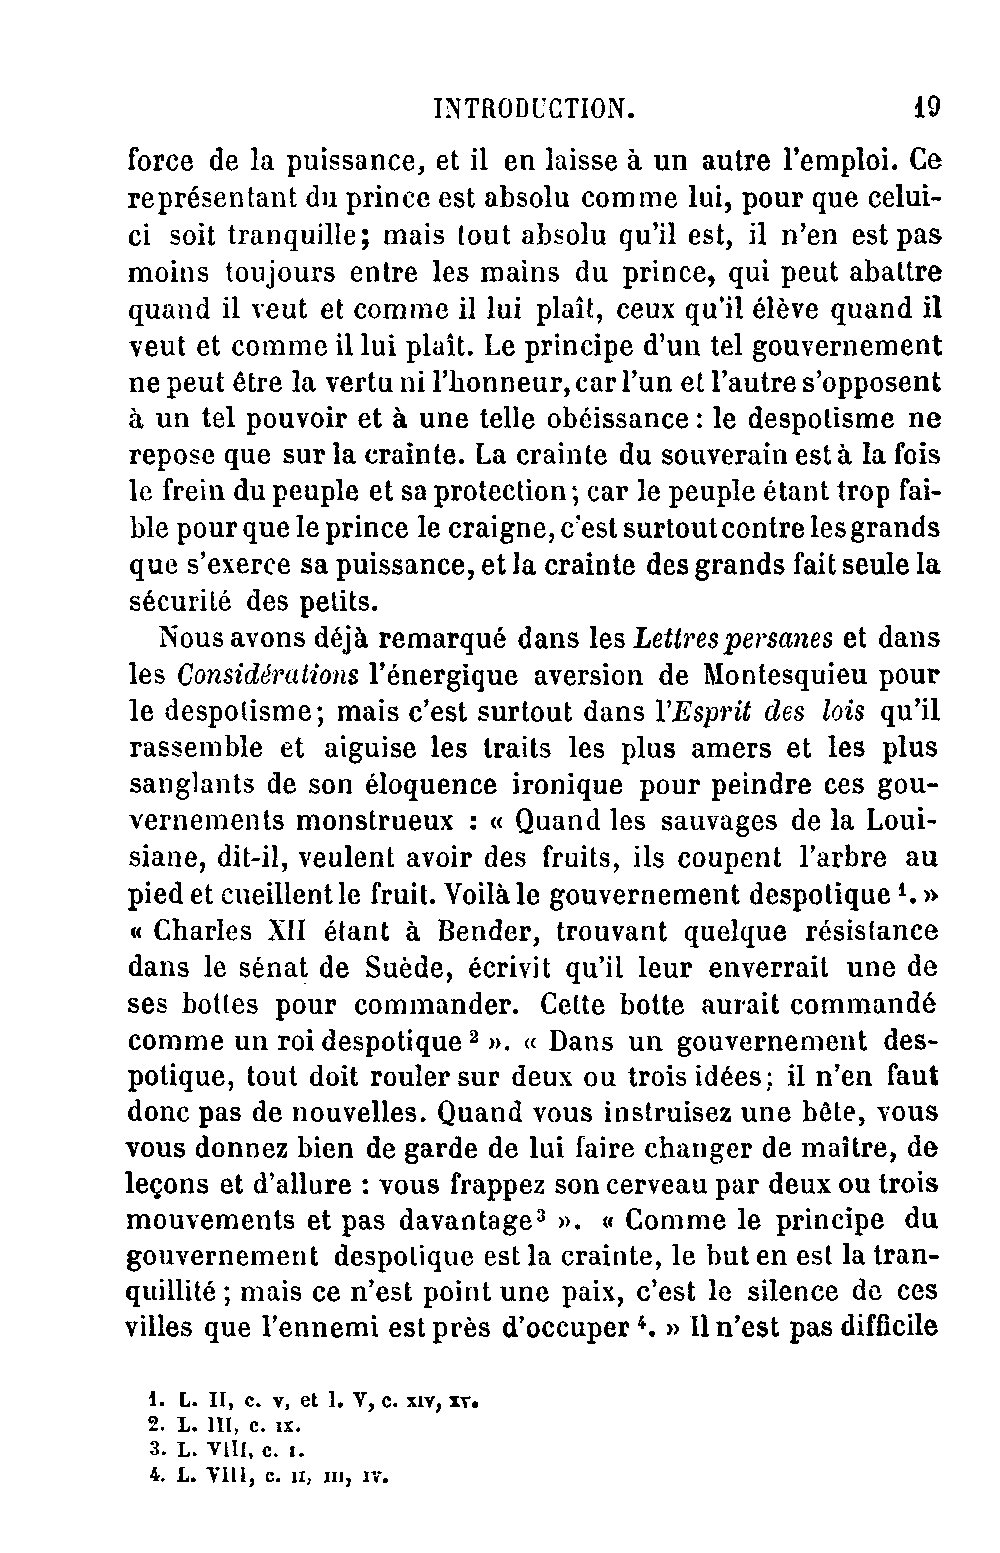 INTRODUCTION. 19
force de la puissance, et il en laisse à un autre l'emploi. Ce
représentant du prince est absolu comme lui, pour que celui-
ci soit tranquille; mais tout absolu qu'il est, il n'en est pas
moins toujours entre les mains du prince, qui peut abattre
quand il veut et comme il lui plaît, ceux qu'il élève quand il
veut et comme il lui plaît. Le principe d'un tel gouvernement
ne peut être la vertu ni l'honneur, car l'un et l'autre s'opposent
à un tel pouvoir et à une telle obéissance : le despotisme ne
repose que sur la crainte. La crainte du souverain est à la fois
le frein du peuple et sa protection; car le peuple étant trop fai-
ble pour que le prince le craigne, c'est surtout contre les grands
que s'exerce sa puissance, et la crainte des grands fait seule la
sécurité des petits.
Nous avons déjà remarqué dans les Lettres persanes et dans
les Considérations l'énergique aversion de Montesquieu pour
le despotisme; mais c'est surtout dans l'Esprit des lois qu'il
rassemble et aiguise les traits les plus amers et les plus
sanglants de son éloquence ironique pour peindre ces gou-
vernements monstrueux : « Quand les sauvages de la Loui-
siane, dit-il, veulent avoir des fruits, ils coupent l'arbre au
pied et cueillent le fruit. Voilà le gouvernement despotique ¹. »
« Charles XII étant à Bender, trouvant quelque résistance
dans le sénat de Suède, écrivit qu'il leur enverrait une de
ses bottes pour commander. Cette botte aurait commandé
comme un roi despotique ² ». « Dans un gouvernement des-
potique, tout doit rouler sur deux ou trois idées; il n'en faut
donc pas de nouvelles. Quand vous instruisez une bête, vous
vous donnez bien de garde de lui faire changer de maître, de
leçons et d'allure : vous frappez son cerveau par deux ou trois
mouvements et pas davantage³ ». « Comme le principe du
gouvernement despotique est la crainte, le but en est la tran-
quillité ; mais ce n'est point une paix, c'est le silence de ces
villes que l'ennemi est près d'occuper ⁴. » Il n'est pas difficile
1. L. II, c. v, et l. V, c. xiv, xv.
2. L. III, c. ix.
3. L. VIII, c. i.
4. L. VIII, c. ii, iii, iv.